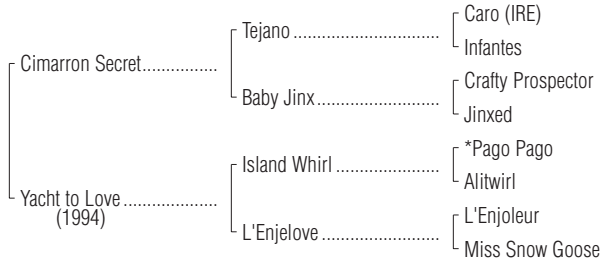 Caro (IRE)
Tejano
Infantes
Cimarron Secret
Crafty Prospector
Baby Jinx
Jinxed
*Pago Pago
Island Whirl
Alitwirl
Yacht to Love
(1994)
L'Enjoleur
L'Enjelove
Miss Snow Goose